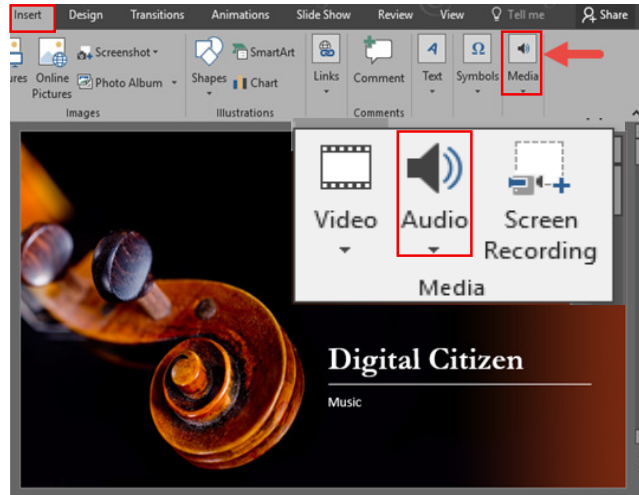 Insert Design Transitions Animations Slide Show Review View Tell me Share
Screenshot SmartArt
Online Photo Album Shapes Chart Links Comment Text Symbols Media
Pictures
Images Illustrations Comments
Video Audio Screen
Recording
Media
Digital Citizen
Music